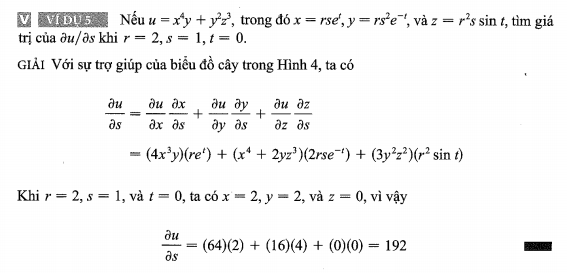 V VÍ DỤ 5 Nếu u = x⁴y + y²z³, trong đó x = rseᵗ, y = rs²e⁻ᵗ, và z = r²s sin t, tìm giá
trị của ∂u/∂s khi r = 2, s = 1, t = 0.
GIẢI Với sự trợ giúp của biểu đồ cây trong Hình 4, ta có
∂u/∂s = ∂u/∂x ∂x/∂s + ∂u/∂y ∂y/∂s + ∂u/∂z ∂z/∂s
= (4x³y)(reᵗ) + (x⁴ + 2yz³)(2rse⁻ᵗ) + (3y²z²)(r² sin t)
Khi r = 2, s = 1, và t = 0, ta có x = 2, y = 2, và z = 0, vì vậy
∂u/∂s = (64)(2) + (16)(4) + (0)(0) = 192